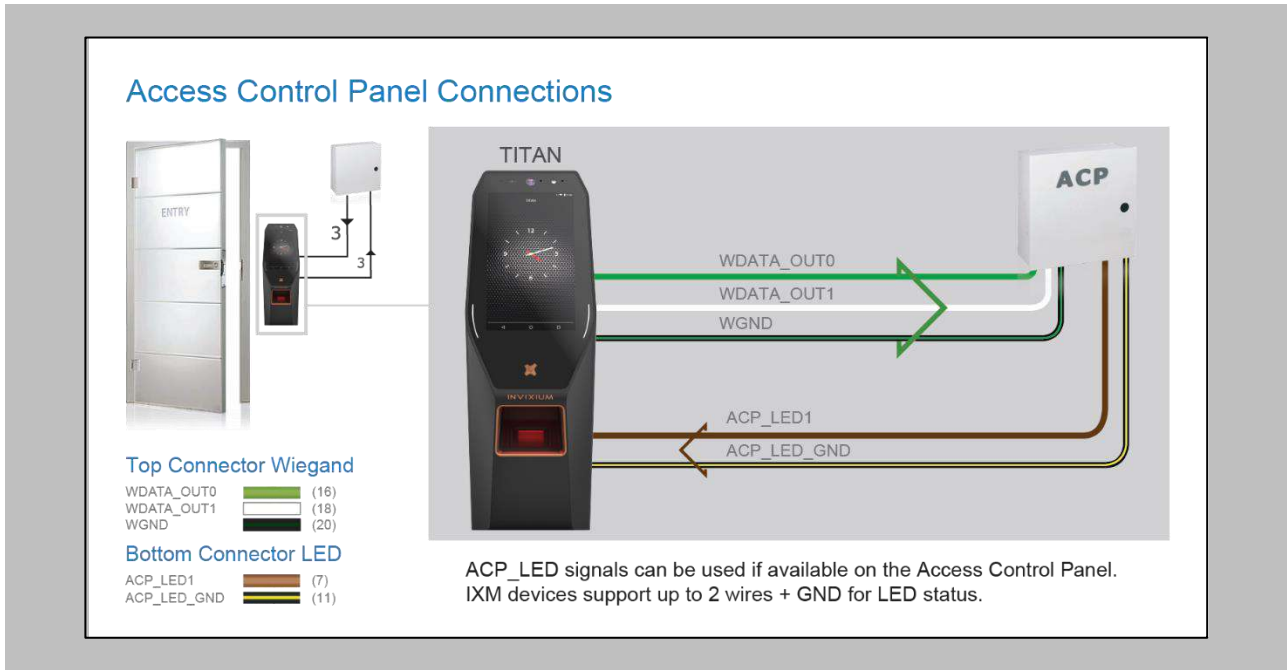 Access Control Panel Connections
ENTRY
3
3
TITAN
12
INVIXIUM
ACP
WDATA_OUT0
WDATA_OUT1
WGND
ACP_LED1
ACP_LED_GND
Top Connector Wiegand
WDATA_OUT0 (16)
WDATA_OUT1 (18)
WGND (20)
Bottom Connector LED
ACP_LED1 (7)
ACP_LED_GND (11)
ACP_LED signals can be used if available on the Access Control Panel.
IXM devices support up to 2 wires + GND for LED status.